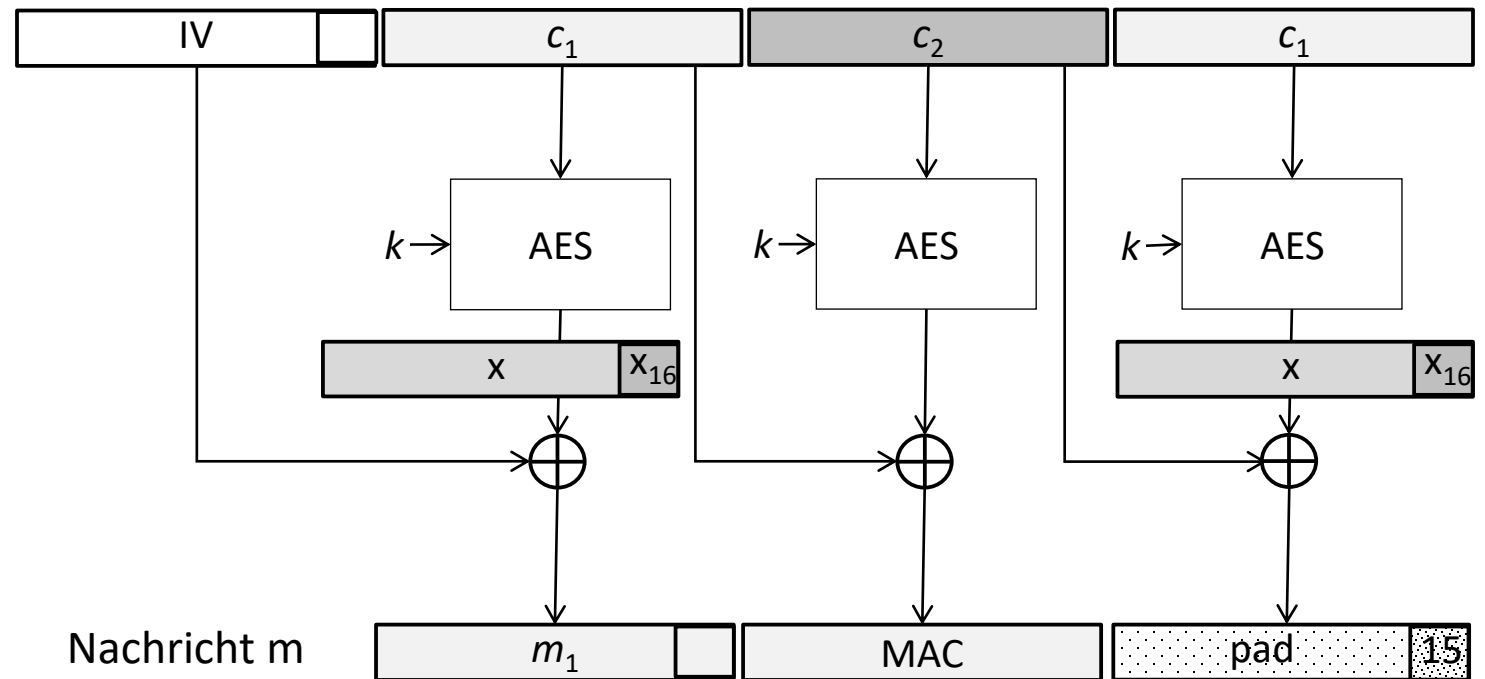 IV c₁ c₂ c₁
k AES k AES k AES
x x₁₆ x x₁₆
Nachricht m m₁ MAC pad 15